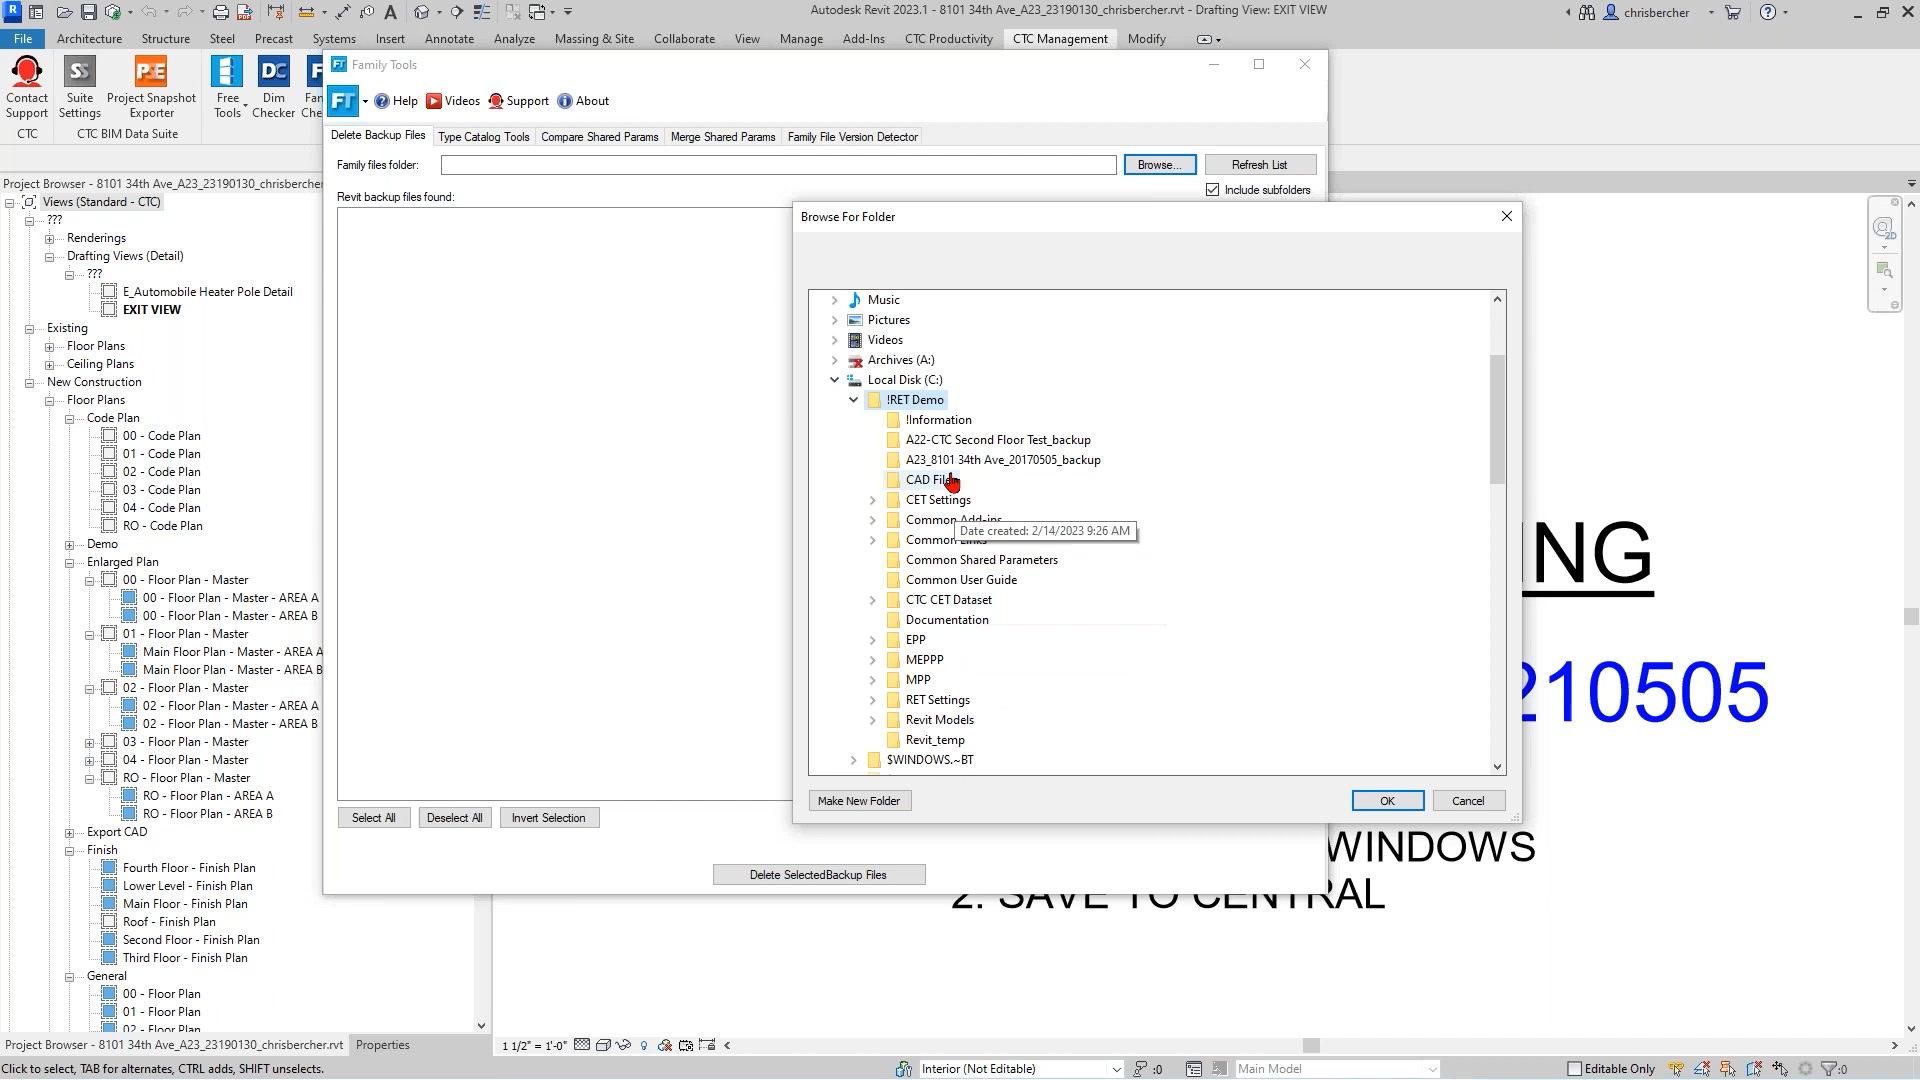 Autodesk Revit 2023.1 - 8101 34th Ave_A23_23190130_chrisbercher.rvt - Drafting View: EXIT VIEW
chrisbercher
File Architecture Structure Steel Precast Systems Insert Annotate Analyze Massing & Site Collaborate View Manage Add-Ins CTC Productivity CTC Management Modify
Contact Support
Suite Settings
Project Snapshot Exporter
Free Tools
Dim Checker
CTC
CTC BIM Data Suite
Family Tools
FT Help Videos Support About
Delete Backup Files Type Catalog Tools Compare Shared Params Merge Shared Params Family File Version Detector
Family files folder: Browse... Refresh List
Include subfolders
Revit backup files found:
Select All Deselect All Invert Selection
Delete SelectedBackup Files
Browse For Folder
Music
Pictures
Videos
Archives (A:)
Local Disk (C:)
!RET Demo
!Information
A22-CTC Second Floor Test_backup
A23_8101 34th Ave_20170505_backup
CAD
CET Settings
Common Add-ins
Date created: 2/14/2023 9:26 AM
Common Links
Common Shared Parameters
Common User Guide
CTC CET Dataset
Documentation
EPP
MEPPP
MPP
RET Settings
Revit Models
Revit_temp
$WINDOWS.~BT
Make New Folder OK Cancel
Project Browser - 8101 34th Ave_A23_23190130_chrisbercher
Views (Standard - CTC)
???
Renderings
Drafting Views (Detail)
???
E_Automobile Heater Pole Detail
EXIT VIEW
Existing
Floor Plans
Ceiling Plans
New Construction
Floor Plans
Code Plan
00 - Code Plan
01 - Code Plan
02 - Code Plan
03 - Code Plan
04 - Code Plan
RO - Code Plan
Demo
Enlarged Plan
00 - Floor Plan - Master
00 - Floor Plan - Master - AREA A
00 - Floor Plan - Master - AREA B
01 - Floor Plan - Master
Main Floor Plan - Master - AREA A
Main Floor Plan - Master - AREA B
02 - Floor Plan - Master
02 - Floor Plan - Master - AREA A
02 - Floor Plan - Master - AREA B
03 - Floor Plan - Master
04 - Floor Plan - Master
RO - Floor Plan - Master
RO - Floor Plan - AREA A
RO - Floor Plan - AREA B
Export CAD
Finish
Fourth Floor - Finish Plan
Lower Level - Finish Plan
Main Floor - Finish Plan
Roof - Finish Plan
Second Floor - Finish Plan
Third Floor - Finish Plan
General
00 - Floor Plan
01 - Floor Plan
02 - Floor Plan
ING
210505
WINDOWS
2. SAVE TO CENTRAL
Project Browser - 8101 34th Ave_A23_23190130_chrisbercher.rvt Properties
1 1/2" = 1'-0"
Click to select, TAB for alternates, CTRL adds, SHIFT unselects.
Interior (Not Editable) :0 Main Model Editable Only :0